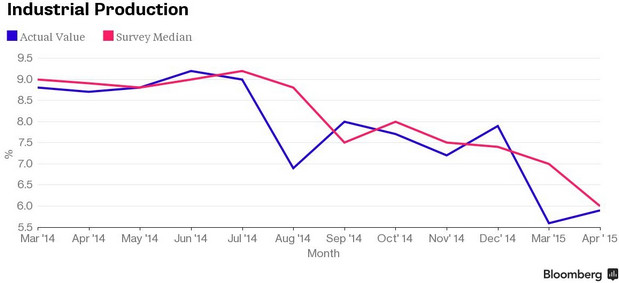 Industrial Production
Actual Value Survey Median
9.5
9.0
8.5
8.0
7.5
7.0
6.5
6.0
5.5
%
Mar '14 Apr '14 May '14 Jun '14 Jul '14 Aug '14 Sep '14 Oct' '14 Nov' '14 Dec' '14 Mar '15 Apr ' 15
Month
Bloomberg